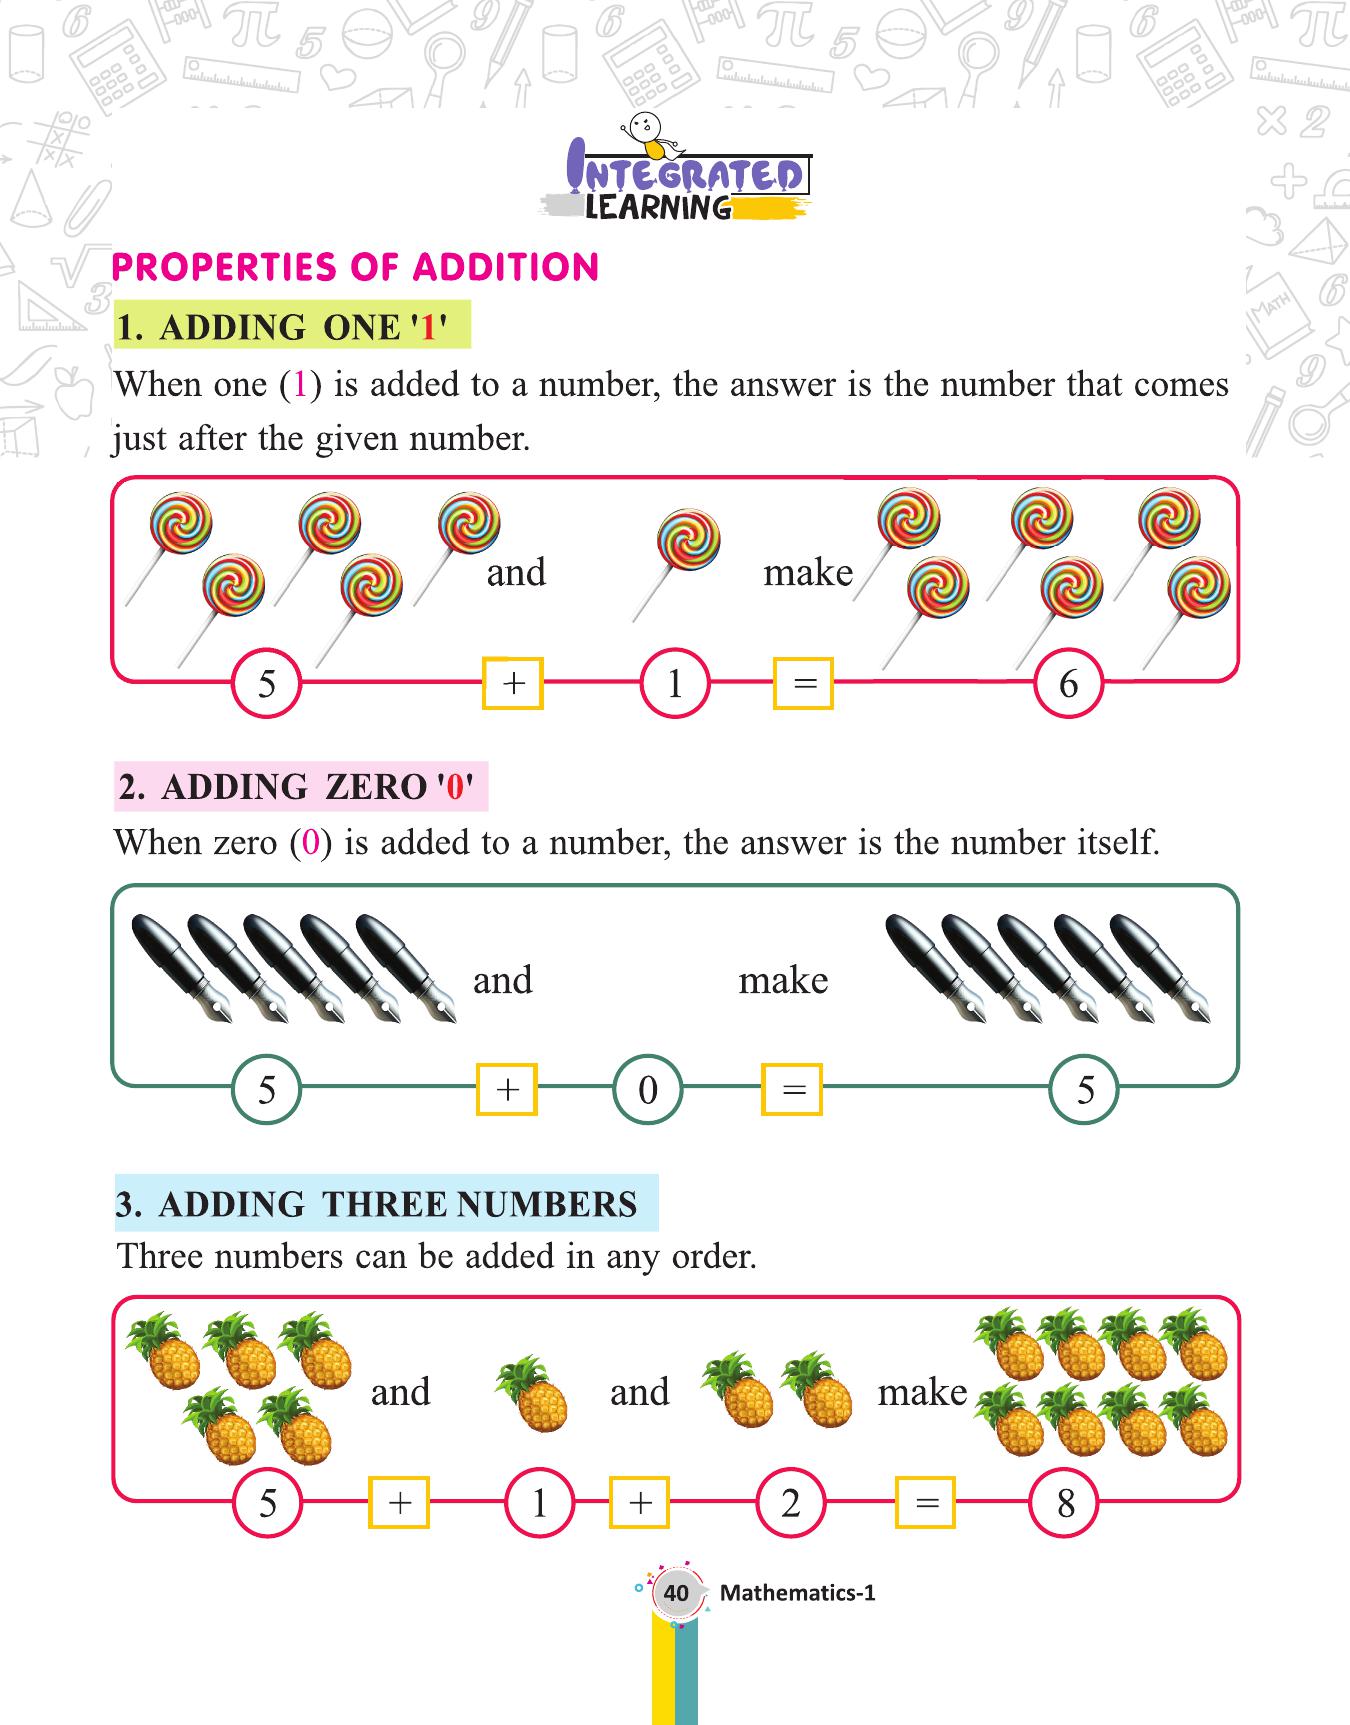 INTEGRATED
LEARNING
PROPERTIES OF ADDITION
1. ADDING ONE '1'
When one (1) is added to a number, the answer is the number that comes
just after the given number.
and make
5 + 1 = 6
2. ADDING ZERO '0'
When zero (0) is added to a number, the answer is the number itself.
and make
5 + 0 = 5
3. ADDING THREE NUMBERS
Three numbers can be added in any order.
and and make
5 + 1 + 2 = 8
40 Mathematics-1